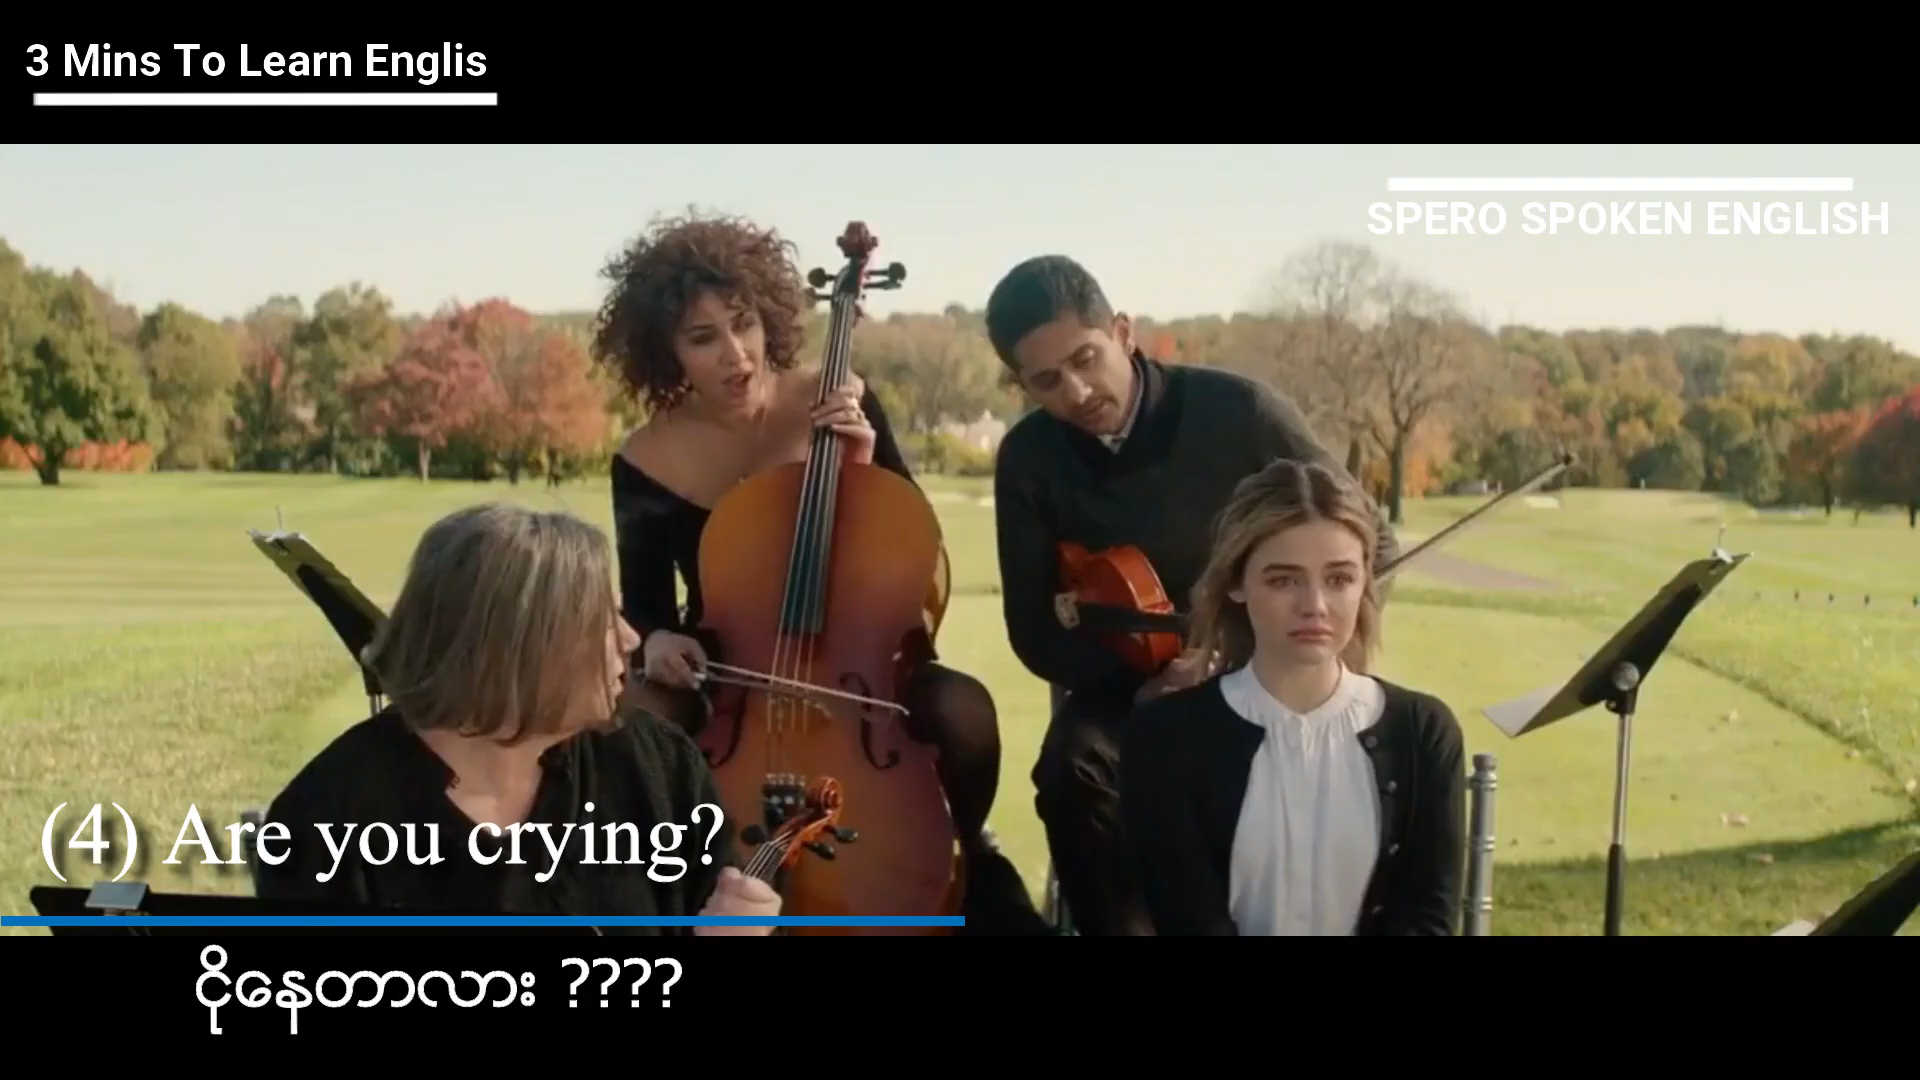 3 Mins To Learn Englis
SPERO SPOKEN ENGLISH
(4) Are you crying?
ငိုနေတာလား ????